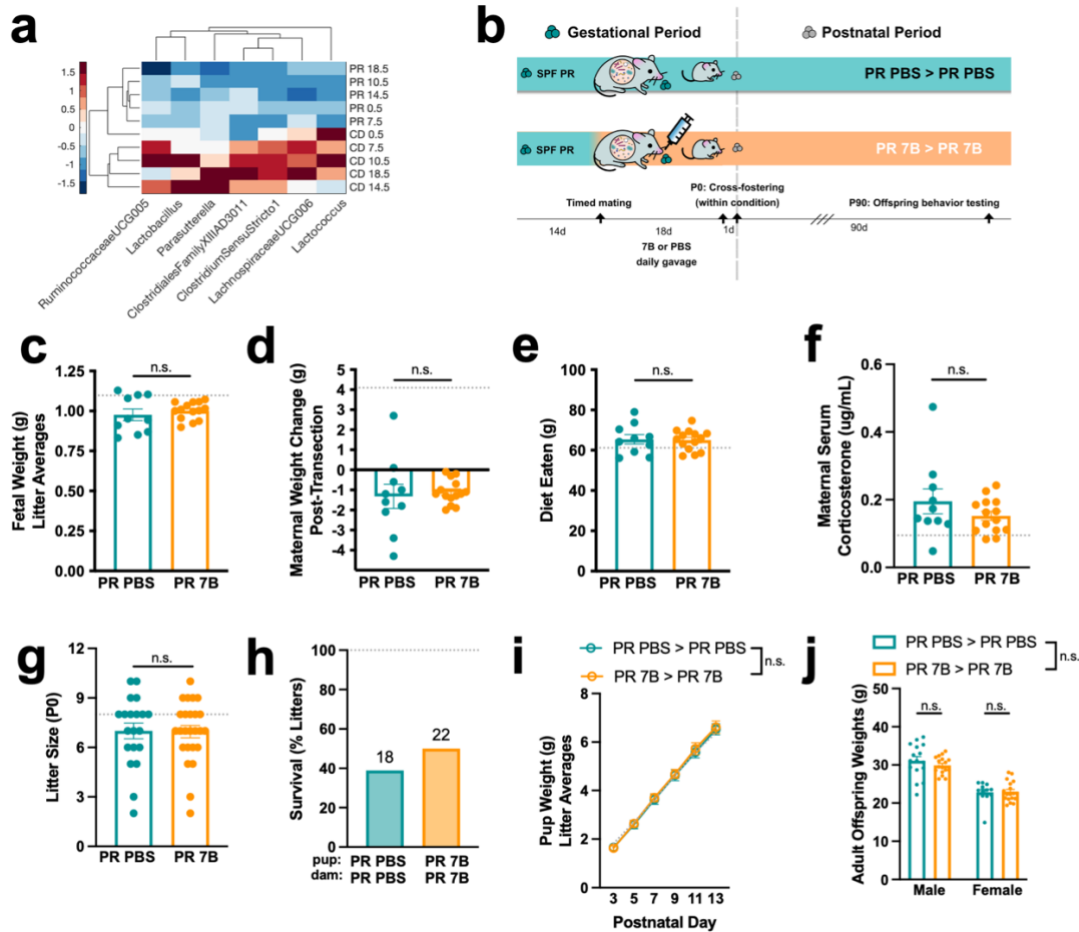 a
1.5
1
0.5
0
-0.5
-1
-1.5
PR 18.5
PR 10.5
PR 14.5
PR 0.5
PR 7.5
CD 0.5
CD 7.5
CD 10.5
CD 18.5
CD 14.5
RuminococcaceaeUCG005
Lactobacillus
Parasutterella
ClostridialesFamilyXIIIAD3011
ClostridiumSensuStricto1
LachnospiraceaeUCG006
Lactococcus
b
Gestational Period
Postnatal Period
SPF PR
PR PBS > PR PBS
SPF PR
PR 7B > PR 7B
P0: Cross-fostering
(within condition)
Timed mating
P90: Offspring behavior testing
14d
18d
1d
90d
7B or PBS
daily gavage
c
n.s.
Fetal Weight (g)
Litter Averages
1.25
1.00
0.75
0.50
0.25
0.00
PR PBS
PR 7B
d
n.s.
Maternal Weight Change (g)
Post-Transection
5
4
3
2
1
0
-1
-2
-3
-4
PR PBS
PR 7B
e
n.s.
Diet Eaten (g)
100
80
60
40
20
0
PR PBS
PR 7B
f
n.s.
Maternal Serum
Corticosterone (ug/mL)
0.6
0.4
0.2
0.0
PR PBS
PR 7B
g
n.s.
Litter Size (P0)
12
9
6
3
0
PR PBS
PR 7B
h
Survival (% Litters)
100
80
60
40
20
0
18
22
pup: PR PBS PR 7B
dam: PR PBS PR 7B
i
PR PBS > PR PBS
PR 7B > PR 7B
n.s.
Pup Weight (g)
Litter Averages
8
6
4
2
0
3 5 7 9 11 13
Postnatal Day
j
PR PBS > PR PBS
PR 7B > PR 7B
n.s.
Adult Offspring Weights (g)
50
40
30
20
10
0
n.s.
n.s.
Male
Female